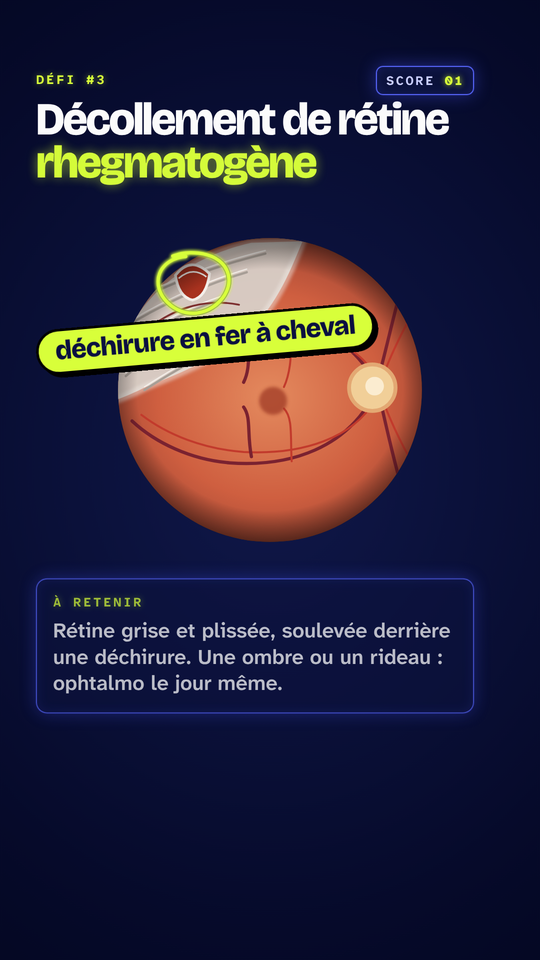 DÉFI #3
SCORE 01
Décollement de rétine
rhegmatogène
déchirure en fer à cheval
À RETENIR
Rétine grise et plissée, soulevée derrière
une déchirure. Une ombre ou un rideau :
ophtalmo le jour même.